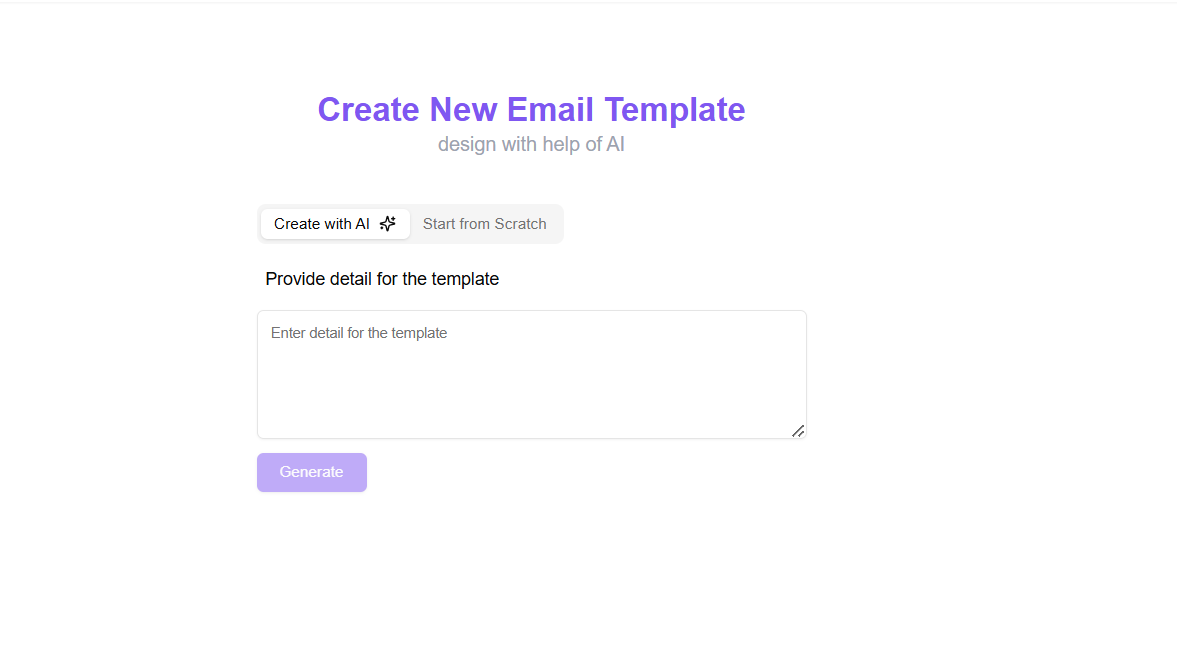 Create New Email Template
design with help of AI
Create with AI Start from Scratch
Provide detail for the template
Enter detail for the template
Generate